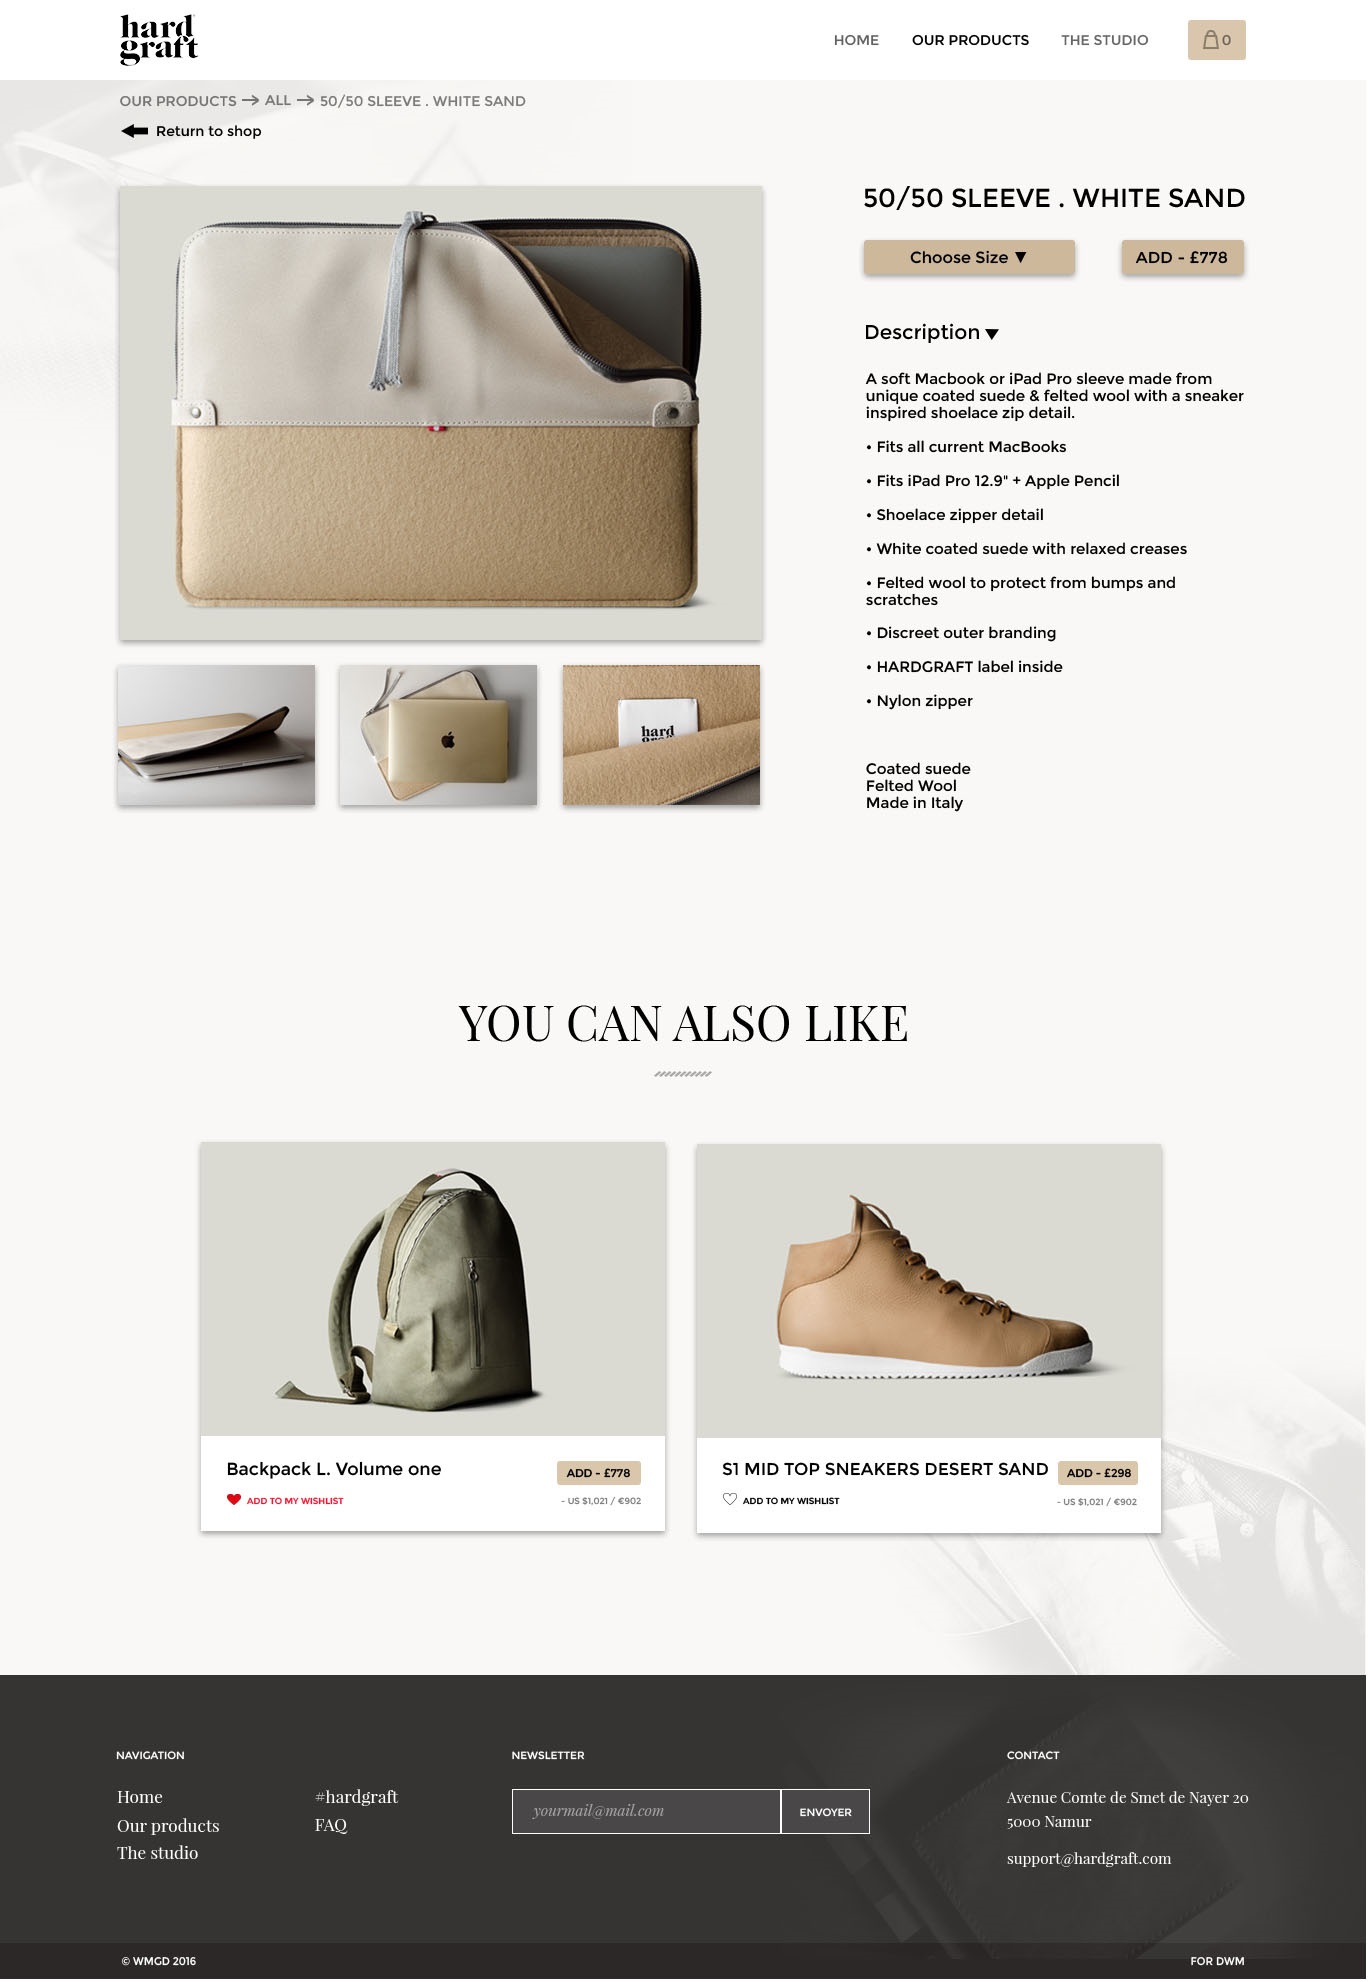 hard
graft
HOME OUR PRODUCTS THE STUDIO 0
OUR PRODUCTS → ALL → 50/50 SLEEVE . WHITE SAND
Return to shop
50/50 SLEEVE . WHITE SAND
Choose Size ▼ ADD - £778
Description ▼
A soft Macbook or iPad Pro sleeve made from
unique coated suede & felted wool with a sneaker
inspired shoelace zip detail.
• Fits all current MacBooks
• Fits iPad Pro 12.9" + Apple Pencil
• Shoelace zipper detail
• White coated suede with relaxed creases
• Felted wool to protect from bumps and
scratches
• Discreet outer branding
• HARDGRAFT label inside
• Nylon zipper
Coated suede
Felted Wool
Made in Italy
hard
YOU CAN ALSO LIKE
Backpack L. Volume one ADD - £778
ADD TO MY WISHLIST - US $1,021 / €902
S1 MID TOP SNEAKERS DESERT SAND ADD - £298
ADD TO MY WISHLIST - US $1,021 / €902
NAVIGATION
Home
Our products
The studio
#hardgraft
FAQ
NEWSLETTER
yourmail@mail.com ENVOYER
CONTACT
Avenue Comte de Smet de Nayer 20
5000 Namur
support@hardgraft.com
© WMGD 2016 FOR DWM